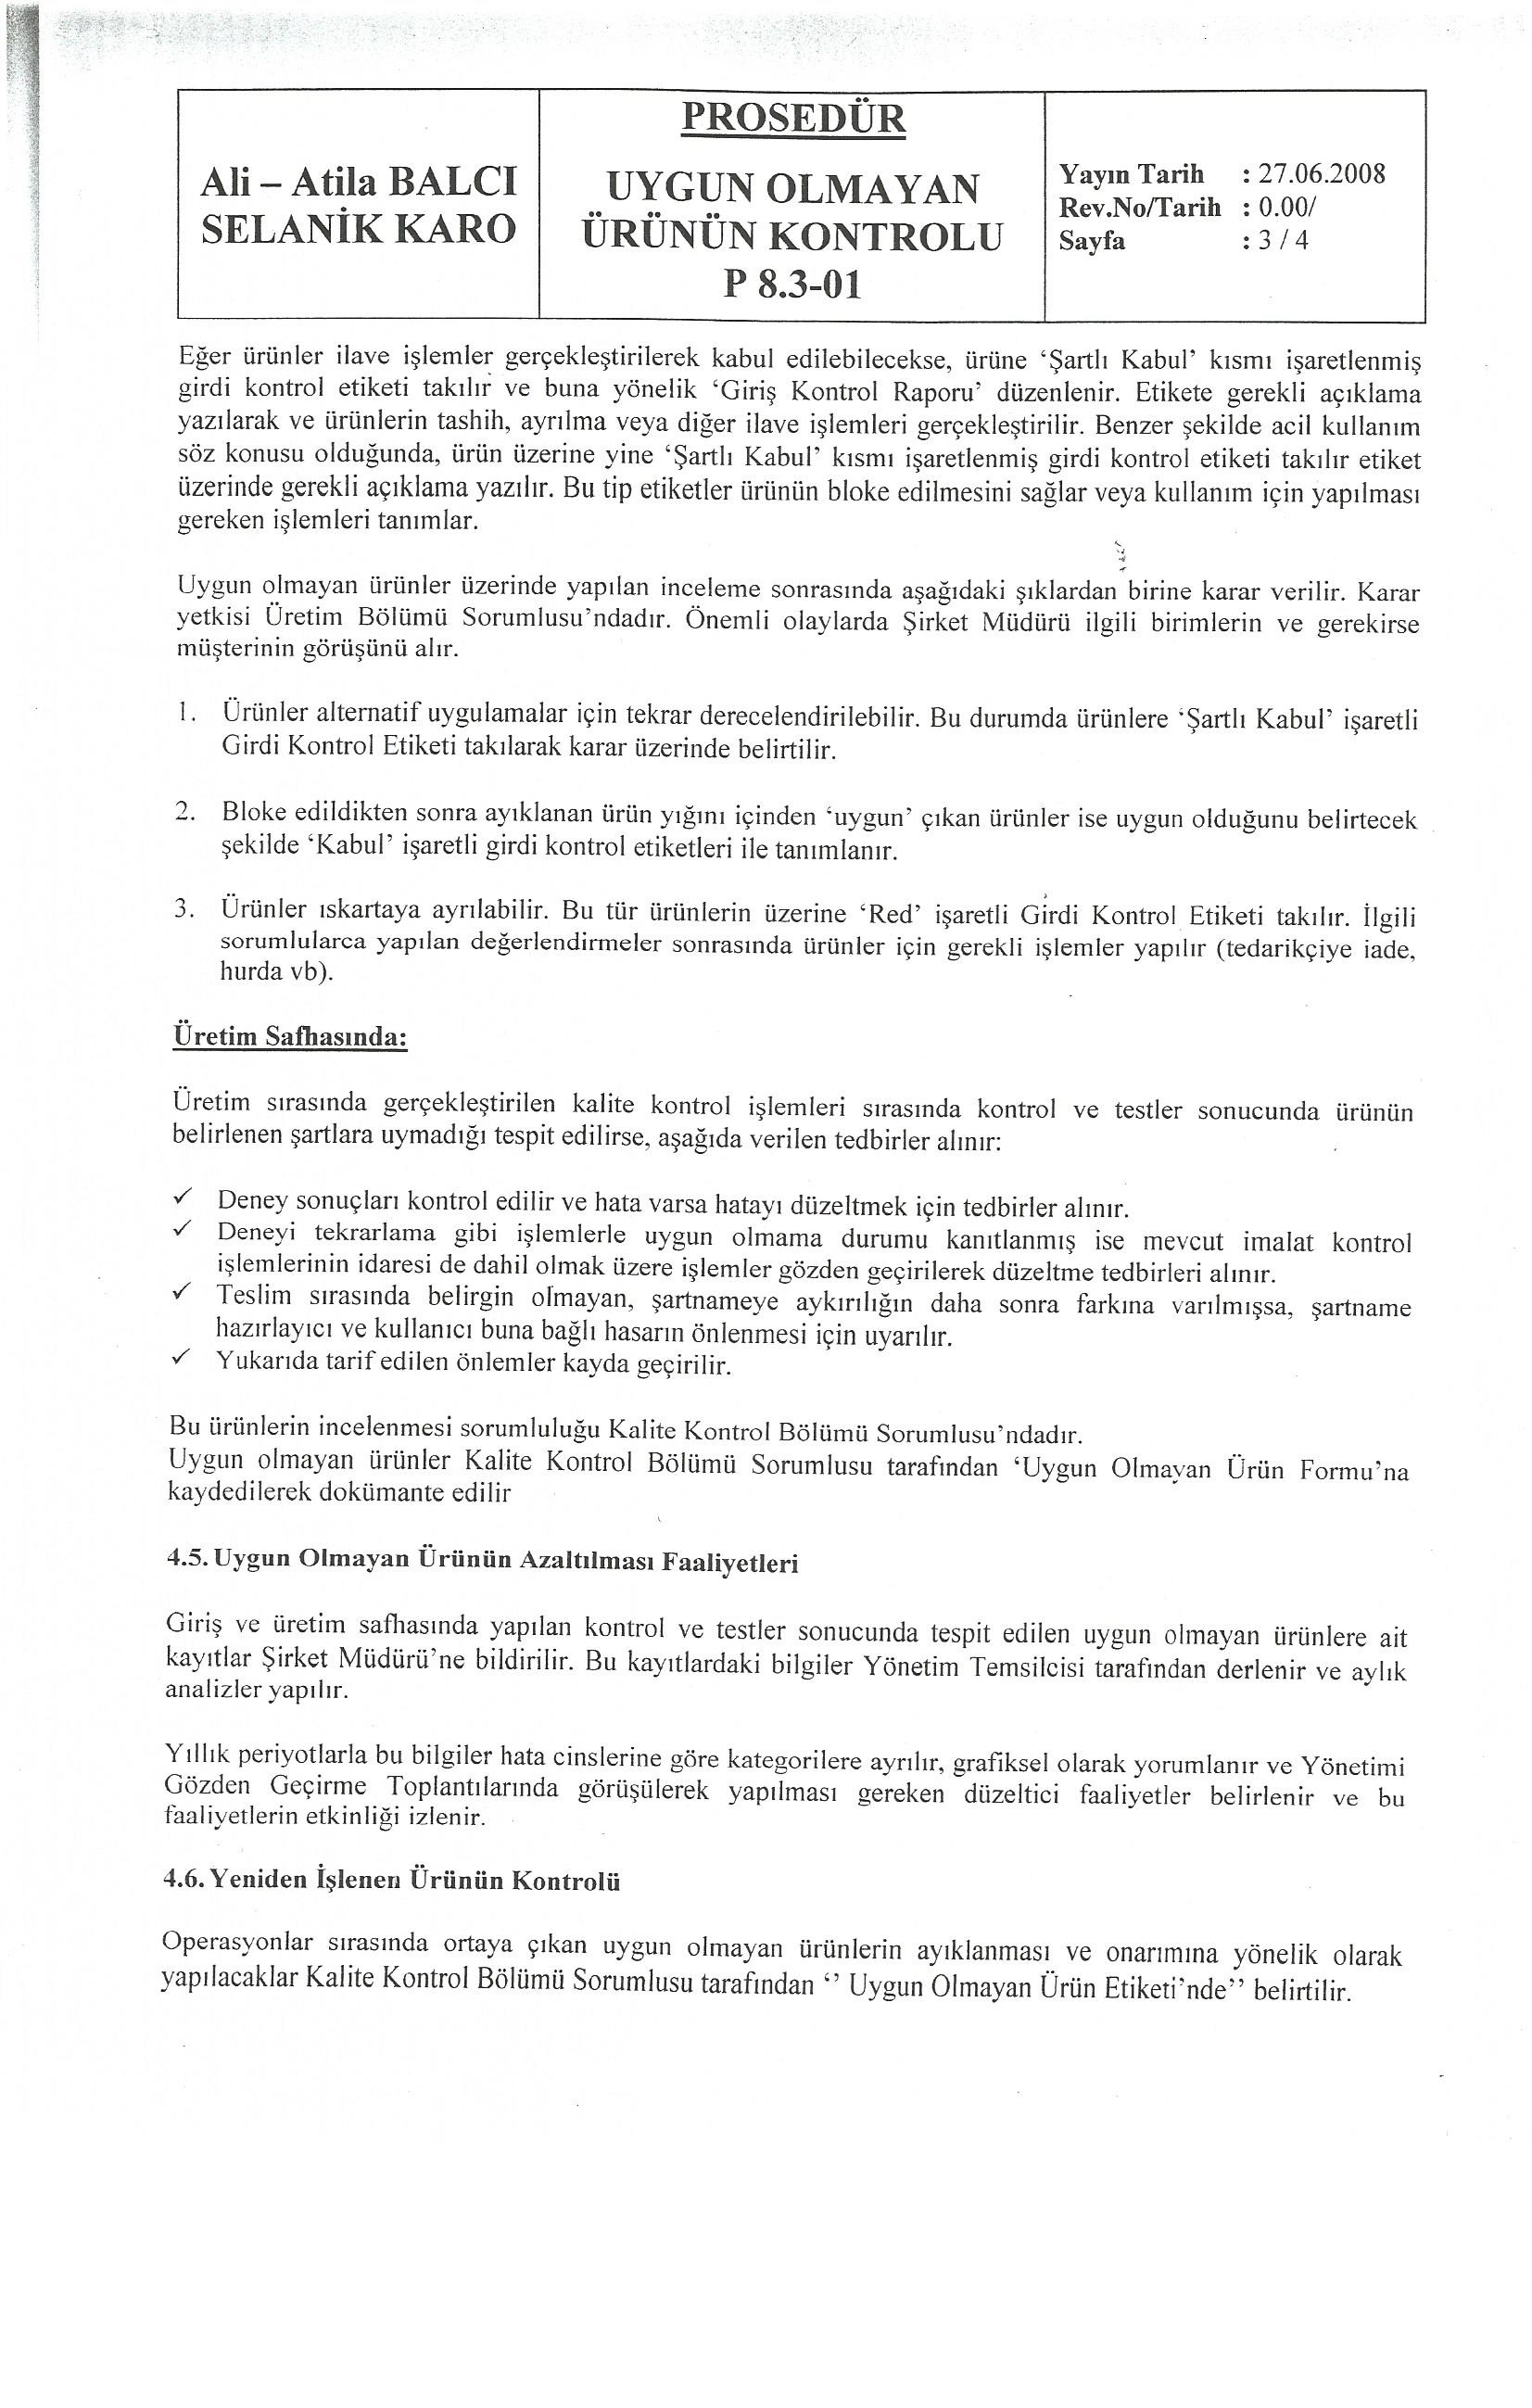 Ali – Atila BALCI
SELANİK KARO
PROSEDÜR
UYGUN OLMAYAN
ÜRÜNÜN KONTROLU
P 8.3-01
Yayın Tarih : 27.06.2008
Rev.No/Tarih : 0.00/
Sayfa : 3 / 4
Eğer ürünler ilave işlemler gerçekleştirilerek kabul edilebilecekse, ürüne ‘Şartlı Kabul’ kısmı işaretlenmiş
girdi kontrol etiketi takılır ve buna yönelik ‘Giriş Kontrol Raporu’ düzenlenir. Etikete gerekli açıklama
yazılarak ve ürünlerin tashih, ayrılma veya diğer ilave işlemleri gerçekleştirilir. Benzer şekilde acil kullanım
söz konusu olduğunda, ürün üzerine yine ‘Şartlı Kabul’ kısmı işaretlenmiş girdi kontrol etiketi takılır etiket
üzerinde gerekli açıklama yazılır. Bu tip etiketler ürünün bloke edilmesini sağlar veya kullanım için yapılması
gereken işlemleri tanımlar.
Uygun olmayan ürünler üzerinde yapılan inceleme sonrasında aşağıdaki şıklardan birine karar verilir. Karar
yetkisi Üretim Bölümü Sorumlusu’ndadır. Önemli olaylarda Şirket Müdürü ilgili birimlerin ve gerekirse
müşterinin görüşünü alır.
1. Ürünler alternatif uygulamalar için tekrar derecelendirilebilir. Bu durumda ürünlere ‘Şartlı Kabul’ işaretli
Girdi Kontrol Etiketi takılarak karar üzerinde belirtilir.
2. Bloke edildikten sonra ayıklanan ürün yığını içinden ‘uygun’ çıkan ürünler ise uygun olduğunu belirtecek
şekilde ‘Kabul’ işaretli girdi kontrol etiketleri ile tanımlanır.
3. Ürünler ıskartaya ayrılabilir. Bu tür ürünlerin üzerine ‘Red’ işaretli Girdi Kontrol Etiketi takılır. İlgili
sorumlularca yapılan değerlendirmeler sonrasında ürünler için gerekli işlemler yapılır (tedarikçiye iade,
hurda vb).
Üretim Safhasında:
Üretim sırasında gerçekleştirilen kalite kontrol işlemleri sırasında kontrol ve testler sonucunda ürünün
belirlenen şartlara uymadığı tespit edilirse, aşağıda verilen tedbirler alınır:
✓ Deney sonuçları kontrol edilir ve hata varsa hatayı düzeltmek için tedbirler alınır.
✓ Deneyi tekrarlama gibi işlemlerle uygun olmama durumu kanıtlanmış ise mevcut imalat kontrol
işlemlerinin idaresi de dahil olmak üzere işlemler gözden geçirilerek düzeltme tedbirleri alınır.
✓ Teslim sırasında belirgin olmayan, şartnameye aykırılığın daha sonra farkına varılmışsa, şartname
hazırlayıcı ve kullanıcı buna bağlı hasarın önlenmesi için uyarılır.
✓ Yukarıda tarif edilen önlemler kayda geçirilir.
Bu ürünlerin incelenmesi sorumluluğu Kalite Kontrol Bölümü Sorumlusu’ndadır.
Uygun olmayan ürünler Kalite Kontrol Bölümü Sorumlusu tarafından ‘Uygun Olmayan Ürün Formu’na
kaydedilerek dokümante edilir
4.5. Uygun Olmayan Ürünün Azaltılması Faaliyetleri
Giriş ve üretim safhasında yapılan kontrol ve testler sonucunda tespit edilen uygun olmayan ürünlere ait
kayıtlar Şirket Müdürü’ne bildirilir. Bu kayıtlardaki bilgiler Yönetim Temsilcisi tarafından derlenir ve aylık
analizler yapılır.
Yıllık periyotlarla bu bilgiler hata cinslerine göre kategorilere ayrılır, grafiksel olarak yorumlanır ve Yönetimi
Gözden Geçirme Toplantılarında görüşülerek yapılması gereken düzeltici faaliyetler belirlenir ve bu
faaliyetlerin etkinliği izlenir.
4.6. Yeniden İşlenen Ürünün Kontrolü
Operasyonlar sırasında ortaya çıkan uygun olmayan ürünlerin ayıklanması ve onarımına yönelik olarak
yapılacaklar Kalite Kontrol Bölümü Sorumlusu tarafından ‘’ Uygun Olmayan Ürün Etiketi’nde’’ belirtilir.